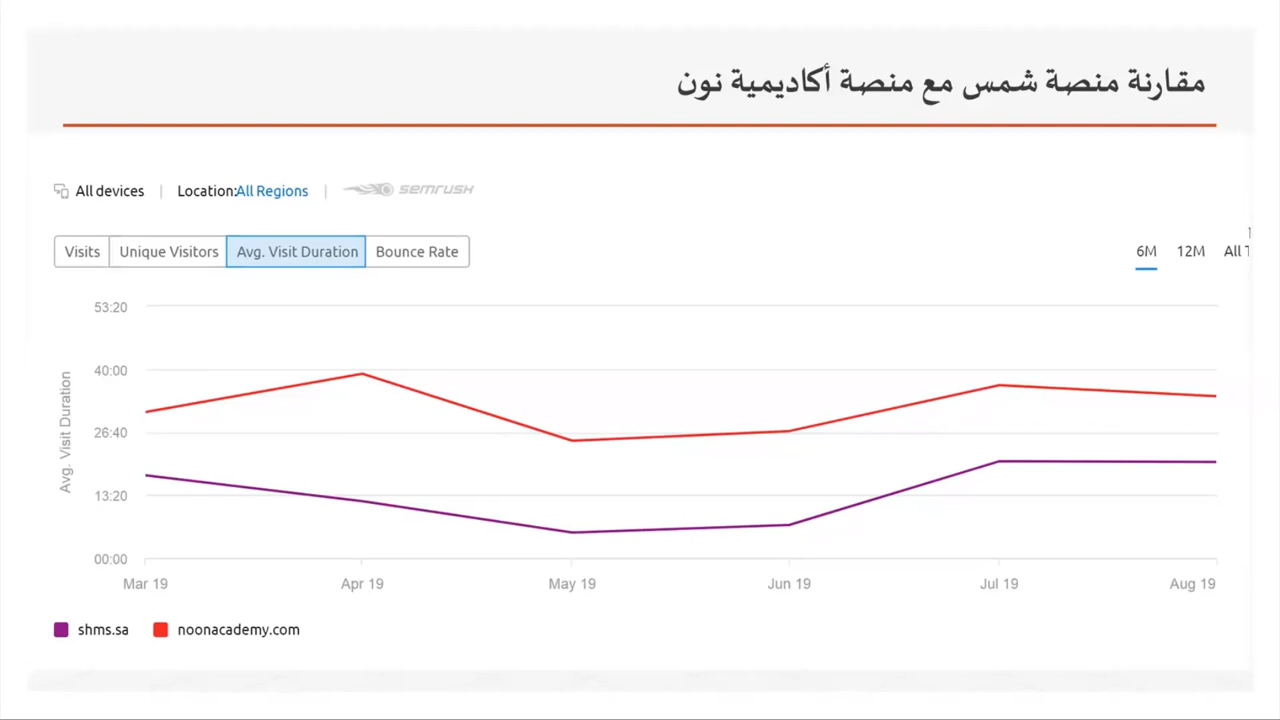 مقارنة منصة شمس مع منصة أكاديمية نون
All devices | Location:All Regions | semrush
Visits Unique Visitors Avg. Visit Duration Bounce Rate
6M 12M All
53:20
40:00
26:40
13:20
00:00
Avg. Visit Duration
Mar 19 Apr 19 May 19 Jun 19 Jul 19 Aug 19
shms.sa noonacademy.com